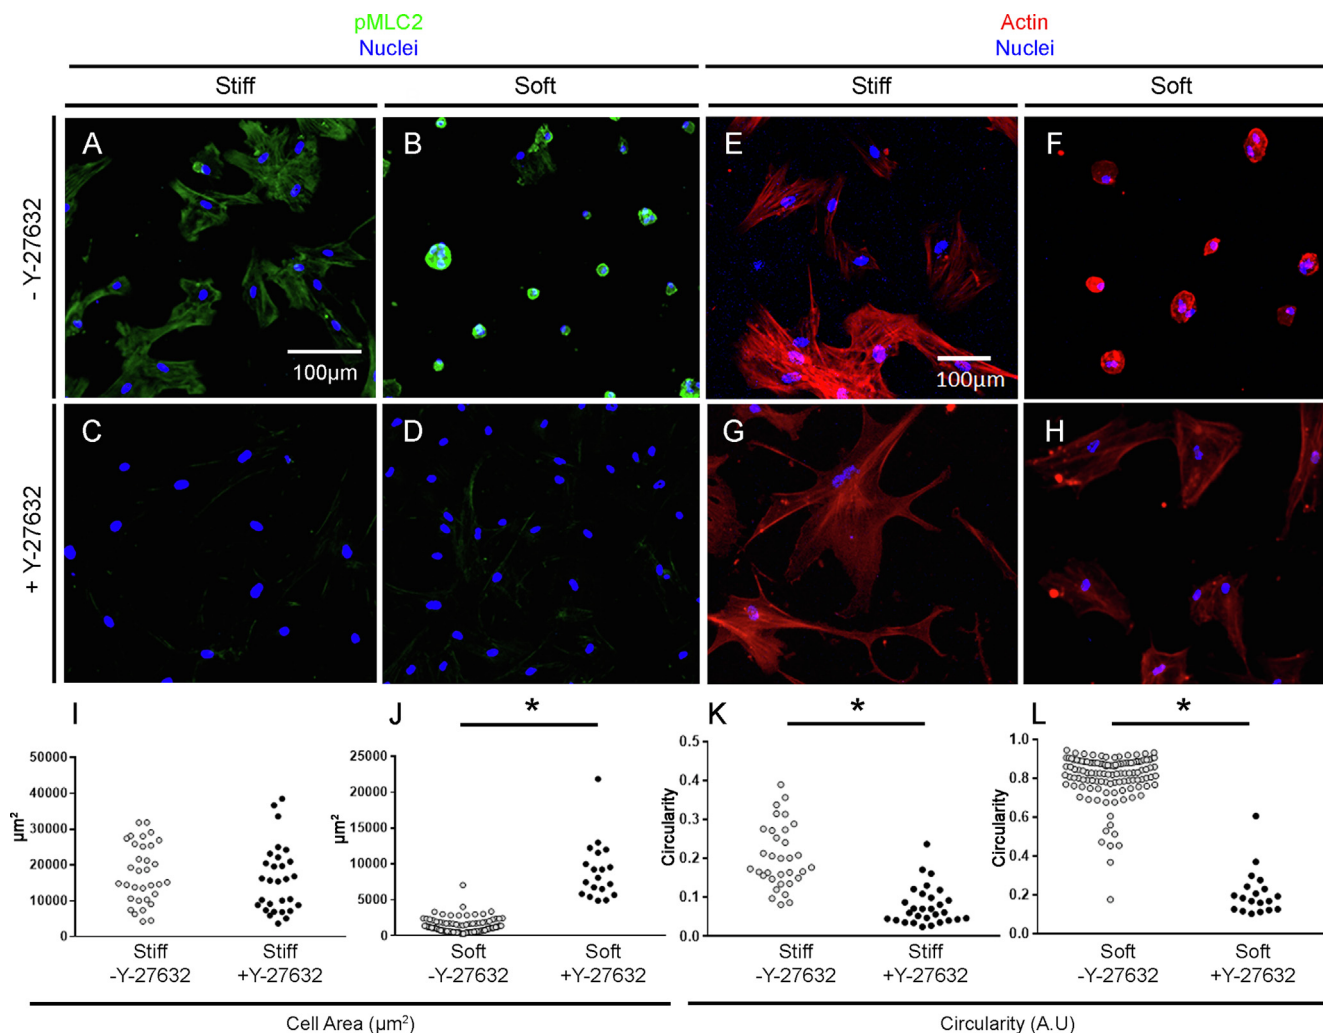 pMLC2
Nuclei
Actin
Nuclei
Stiff
Soft
Stiff
Soft
- Y-27632
A
B
E
F
100µm
100µm
+ Y-27632
C
D
G
H
I
J
K
L
*
*
*
µm²
50000
40000
30000
20000
10000
0
Stiff
-Y-27632
Stiff
+Y-27632
µm²
25000
20000
15000
10000
5000
0
Soft
-Y-27632
Soft
+Y-27632
Circularity
0.5
0.4
0.3
0.2
0.1
0.0
Stiff
-Y-27632
Stiff
+Y-27632
Circularity
1.0
0.8
0.6
0.4
0.2
0.0
Soft
-Y-27632
Soft
+Y-27632
Cell Area (µm²)
Circularity (A.U)